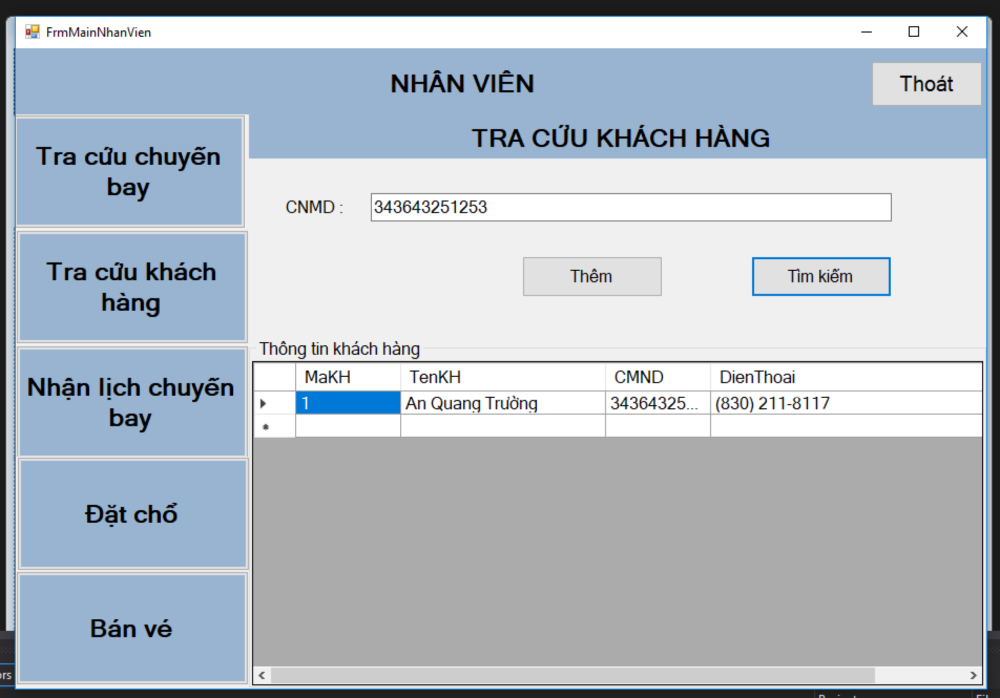 FrmMainNhanVien
NHÂN VIÊN
Thoát
TRA CỨU KHÁCH HÀNG
Tra cứu chuyến
bay
Tra cứu khách
hàng
Nhận lịch chuyến
bay
Đặt chổ
Bán vé
CNMD :
343643251253
Thêm
Tìm kiếm
Thông tin khách hàng
MaKH TenKH CMND DienThoai
1 An Quang Trường 34364325... (830) 211-8117
ors